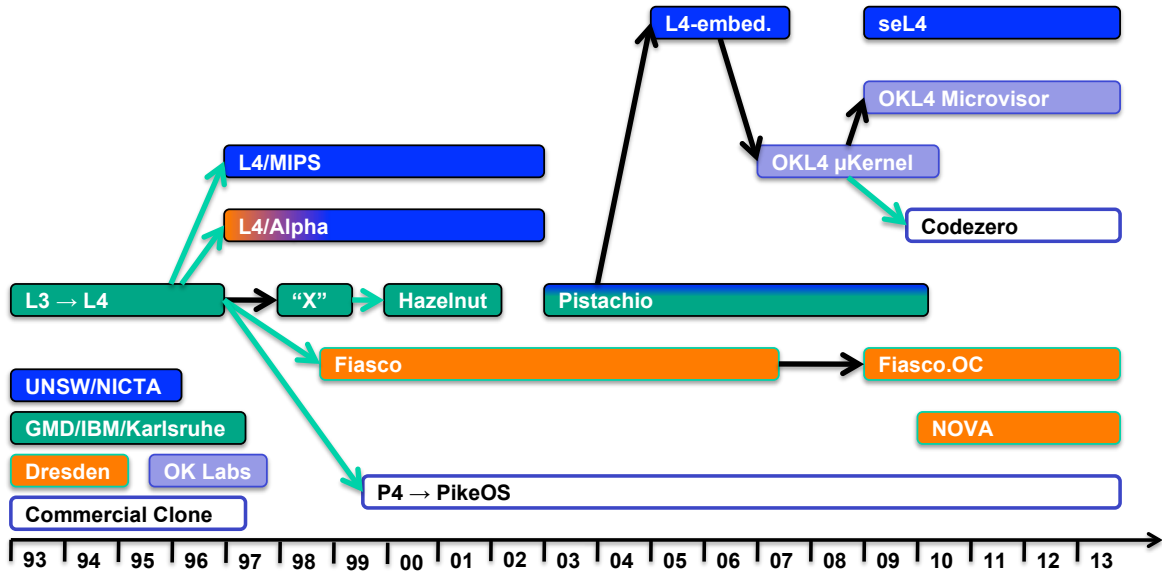 L4-embed.
seL4
OKL4 Microvisor
L4/MIPS
OKL4 µKernel
L4/Alpha
Codezero
L3 → L4
“X”
Hazelnut
Pistachio
Fiasco
Fiasco.OC
UNSW/NICTA
GMD/IBM/Karlsruhe
NOVA
Dresden
OK Labs
P4 → PikeOS
Commercial Clone
93 94 95 96 97 98 99 00 01 02 03 04 05 06 07 08 09 10 11 12 13